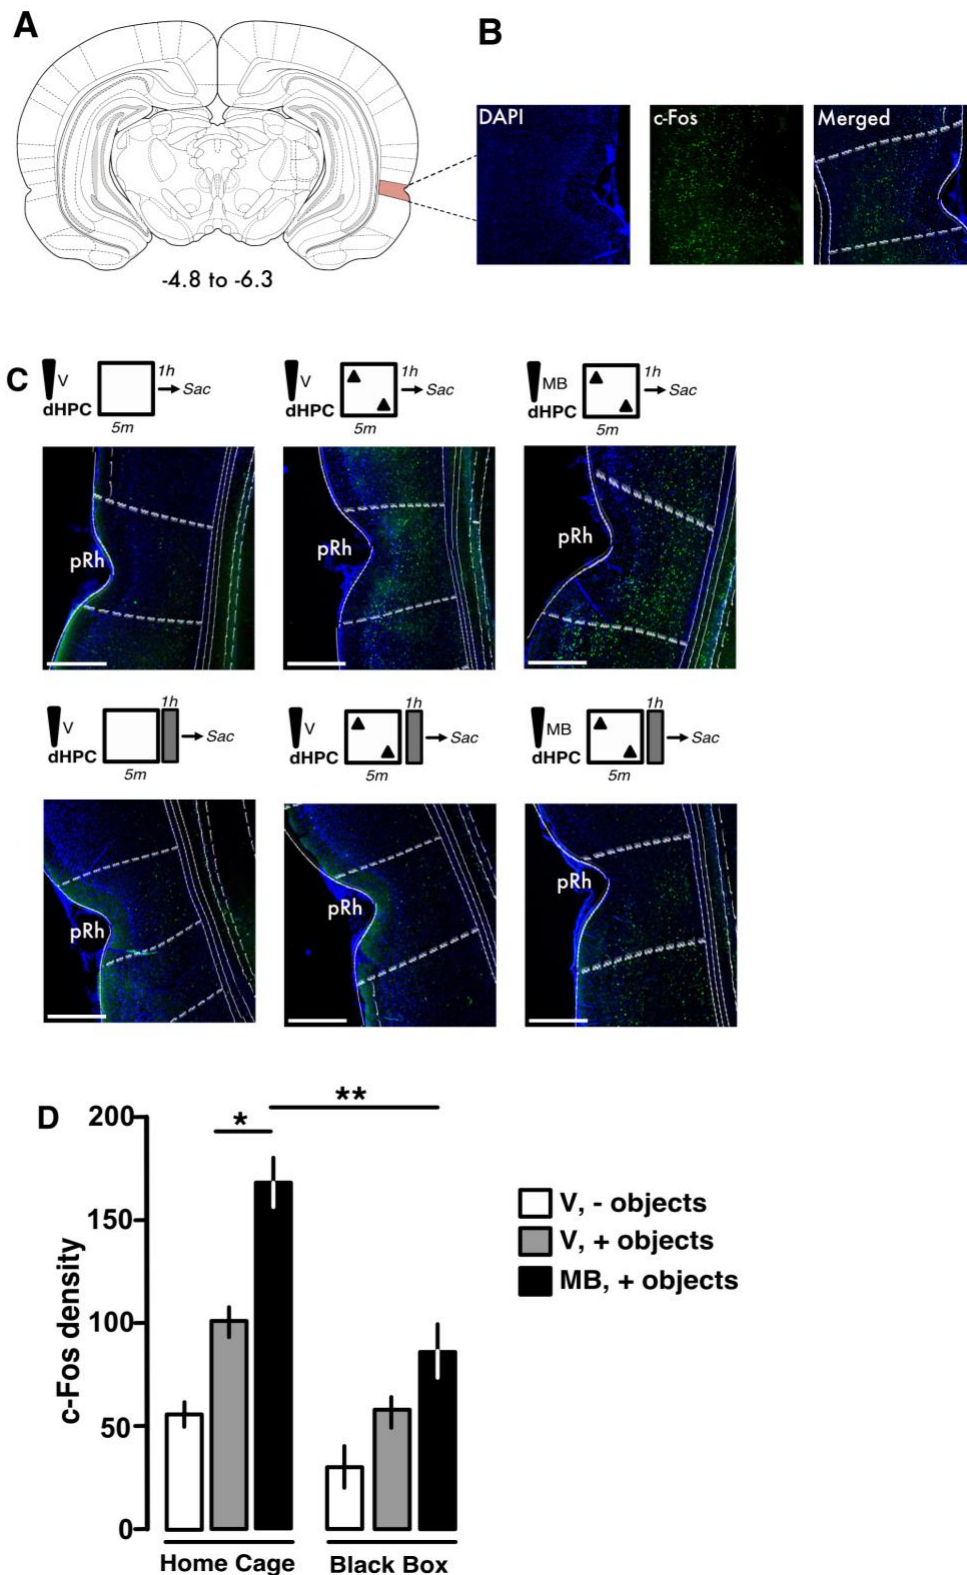 A
-4.8 to -6.3
B
DAPI
c-Fos
Merged
C
V
dHPC
5m
1h
Sac
V
dHPC
5m
1h
Sac
MB
dHPC
5m
1h
Sac
pRh
pRh
pRh
V
dHPC
5m
1h
Sac
V
dHPC
5m
1h
Sac
MB
dHPC
5m
1h
Sac
pRh
pRh
pRh
D
c-Fos density
200
150
100
50
0
*
**
Home Cage
Black Box
V, - objects
V, + objects
MB, + objects